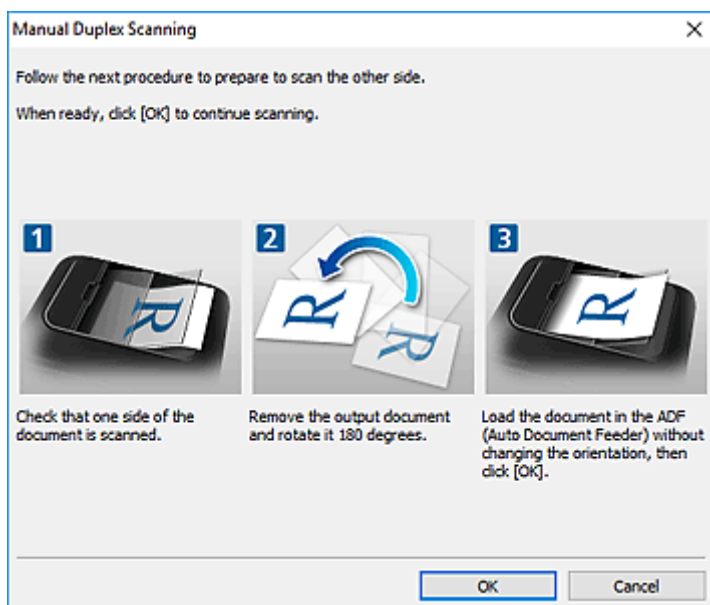 Manual Duplex Scanning
Follow the next procedure to prepare to scan the other side.
When ready, click [OK] to continue scanning.
1
R
2
R
R
3
R
Check that one side of the
document is scanned.
Remove the output document
and rotate it 180 degrees.
Load the document in the ADF
(Auto Document Feeder) without
changing the orientation, then
click [OK].
OK
Cancel